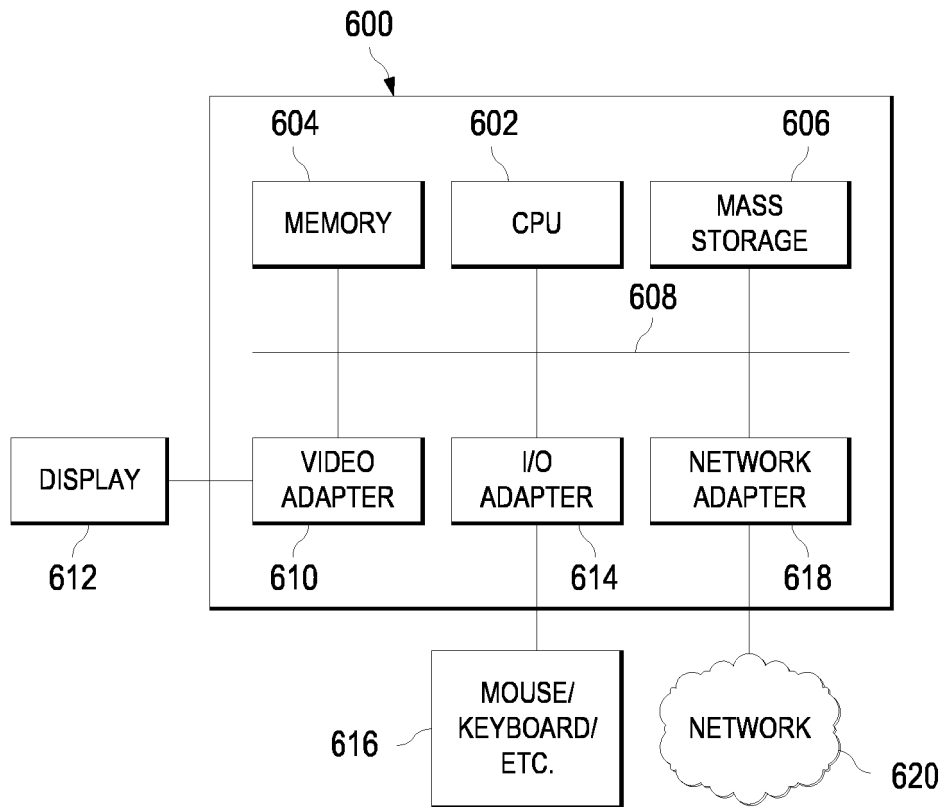 600
604
602
606
MEMORY
CPU
MASS
STORAGE
608
DISPLAY
VIDEO
ADAPTER
I/O
ADAPTER
NETWORK
ADAPTER
612
610
614
618
MOUSE/
KEYBOARD/
ETC.
616
NETWORK
620